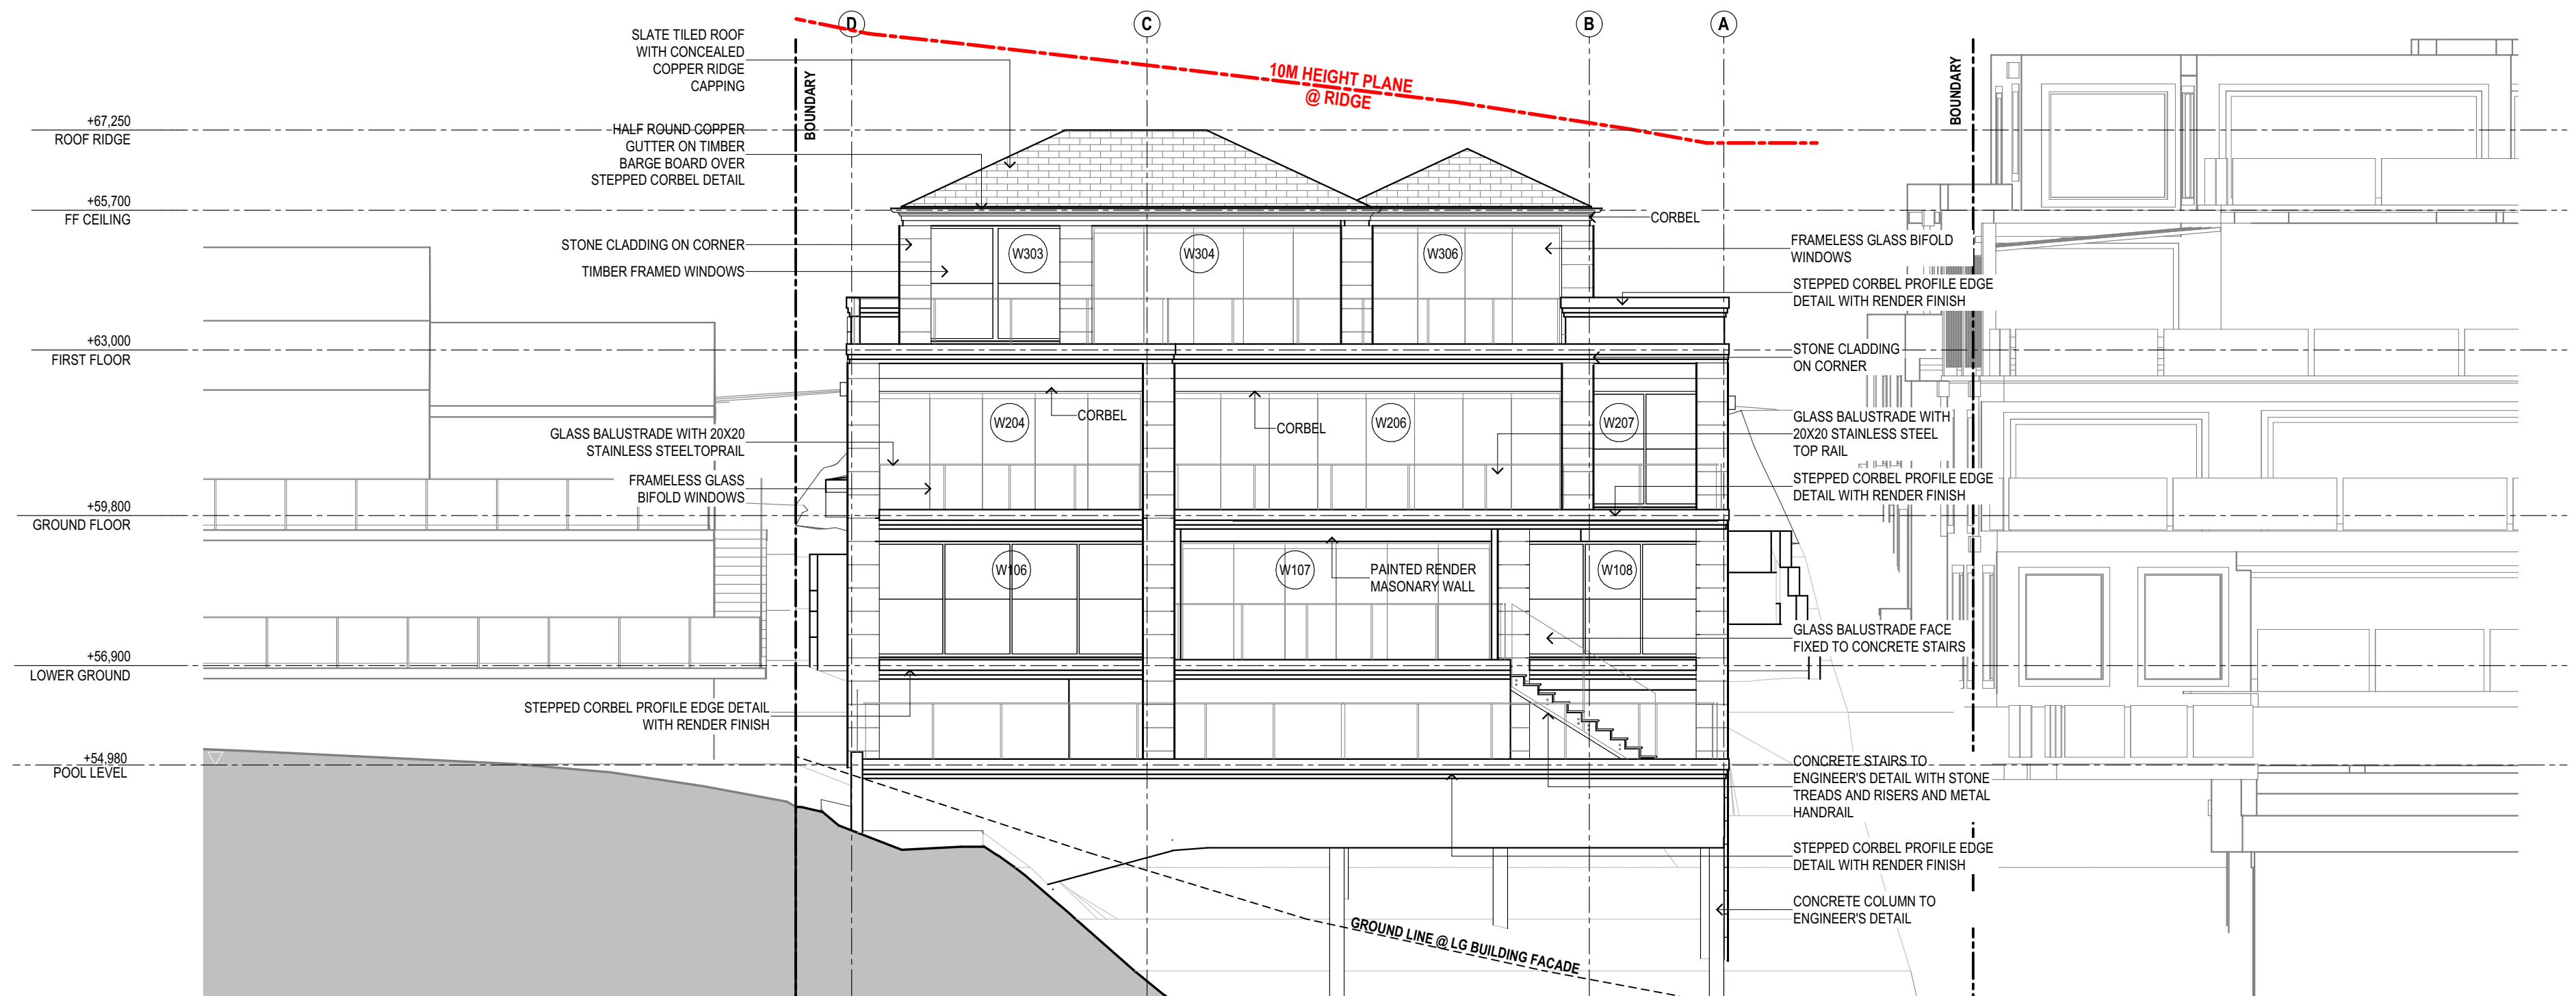 D
C
B
A
SLATE TILED ROOF
WITH CONCEALED
COPPER RIDGE
CAPPING
BOUNDARY
10M HEIGHT PLANE
@ RIDGE
BOUNDARY
+67,250
ROOF RIDGE
HALF ROUND COPPER
GUTTER ON TIMBER
BARGE BOARD OVER
STEPPED CORBEL DETAIL
+65,700
FF CEILING
CORBEL
STONE CLADDING ON CORNER
TIMBER FRAMED WINDOWS
W303
W304
W306
FRAMELESS GLASS BIFOLD
WINDOWS
STEPPED CORBEL PROFILE EDGE
DETAIL WITH RENDER FINISH
+63,000
FIRST FLOOR
STONE CLADDING
ON CORNER
CORBEL
CORBEL
W204
W206
W207
GLASS BALUSTRADE WITH 20X20
STAINLESS STEELTOPRAIL
GLASS BALUSTRADE WITH
20X20 STAINLESS STEEL
TOP RAIL
FRAMELESS GLASS
BIFOLD WINDOWS
STEPPED CORBEL PROFILE EDGE
DETAIL WITH RENDER FINISH
+59,800
GROUND FLOOR
W106
W107
W108
PAINTED RENDER
MASONARY WALL
GLASS BALUSTRADE FACE
FIXED TO CONCRETE STAIRS
+56,900
LOWER GROUND
STEPPED CORBEL PROFILE EDGE DETAIL
WITH RENDER FINISH
+54,980
POOL LEVEL
CONCRETE STAIRS TO
ENGINEER'S DETAIL WITH STONE
TREADS AND RISERS AND METAL
HANDRAIL
STEPPED CORBEL PROFILE EDGE
DETAIL WITH RENDER FINISH
CONCRETE COLUMN TO
ENGINEER'S DETAIL
GROUND LINE @ LG BUILDING FACADE